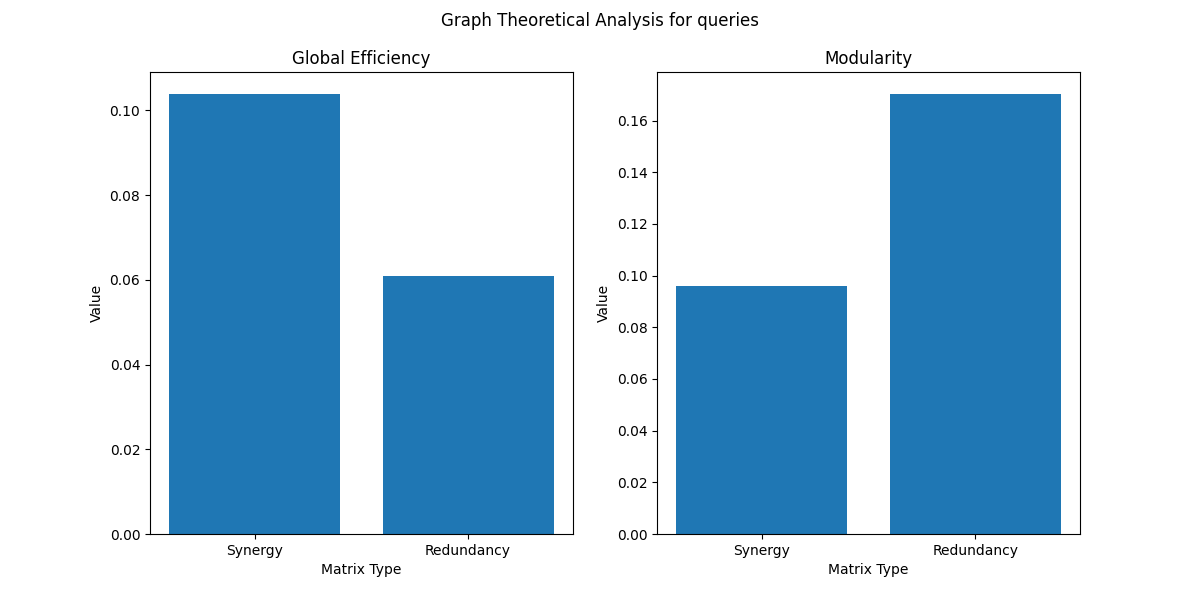 Graph Theoretical Analysis for queries
Global Efficiency
0.10
0.08
0.06
0.04
0.02
0.00
Value
Synergy Redundancy
Matrix Type
Modularity
0.16
0.14
0.12
0.10
0.08
0.06
0.04
0.02
0.00
Value
Synergy Redundancy
Matrix Type